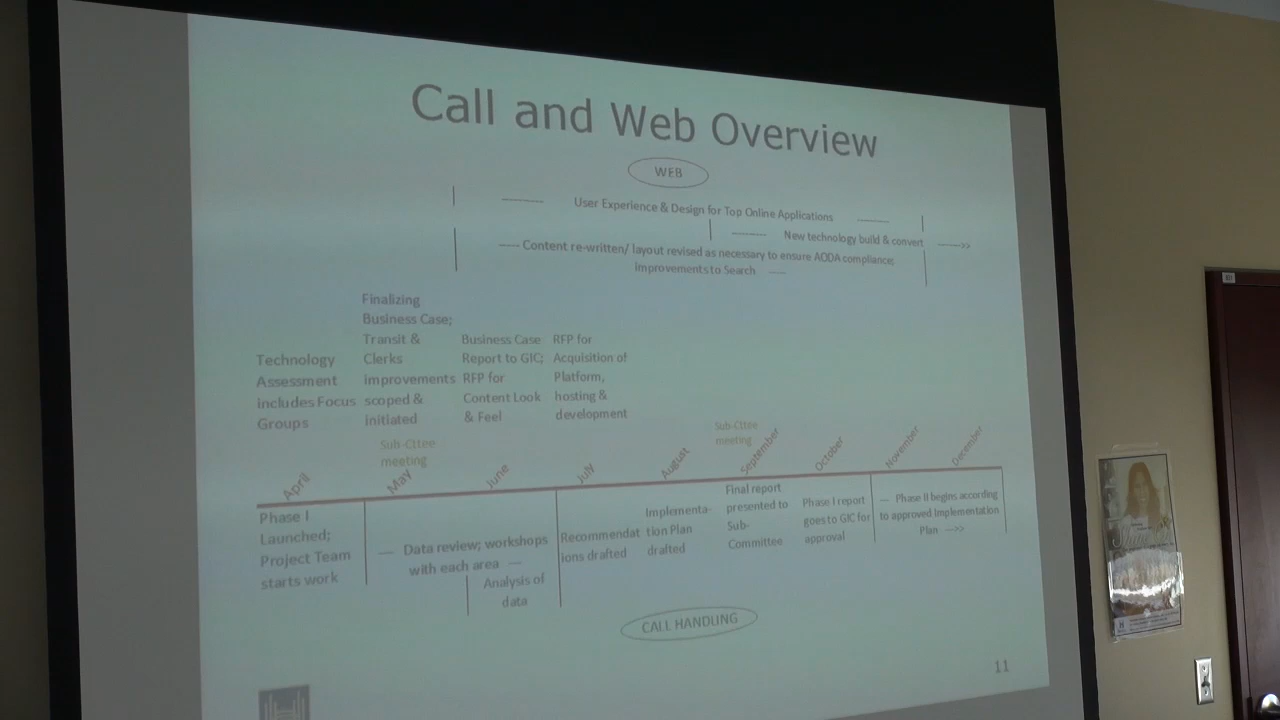 Call and Web Overview
WEB
User Experience & Design for Top Online Applications
New technology build & convert ------>>
---- Content re-written/ layout revised as necessary to ensure AODA compliance;
improvements to Search ----
Technology
Assessment
includes Focus
Groups
Finalizing
Business Case;
Transit &
Clerks
improvements
scoped &
initiated
Business Case
Report to GIC;
RFP for
Content Look
& Feel
RFP for
Acquisition of
Platform,
hosting &
development
Sub-Cttee
meeting
Sub-Cttee
meeting
April
May
June
July
August
September
October
November
December
Phase I
Launched;
Project Team
starts work
--- Data review; workshops
with each area ---
Analysis of
data
Recommendat
ions drafted
Implementa-
tion Plan
drafted
Final report
presented to
Sub-
Committee
Phase I report
goes to GIC for
approval
--- Phase II begins according
to approved Implementation
Plan --->>
CALL HANDLING
11